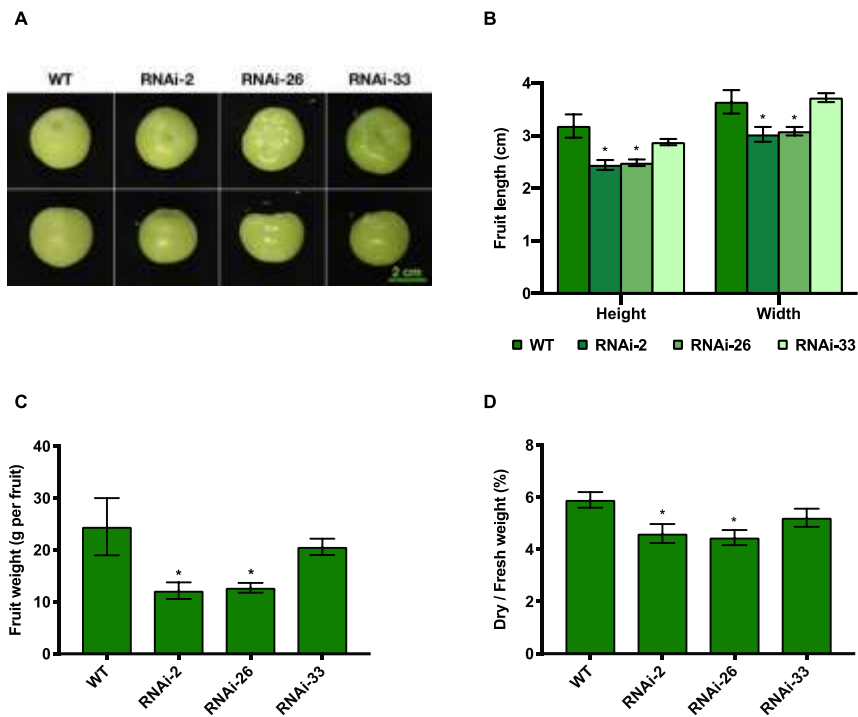 A
WT RNAi-2 RNAi-26 RNAi-33
2 cm
B
Fruit length (cm)
4
3
2
1
0
* * * *
Height Width
WT RNAi-2 RNAi-26 RNAi-33
C
Fruit weight (g per fruit)
40
30
20
10
0
* *
WT RNAi-2 RNAi-26 RNAi-33
D
Dry / Fresh weight (%)
8
6
4
2
0
* *
WT RNAi-2 RNAi-26 RNAi-33